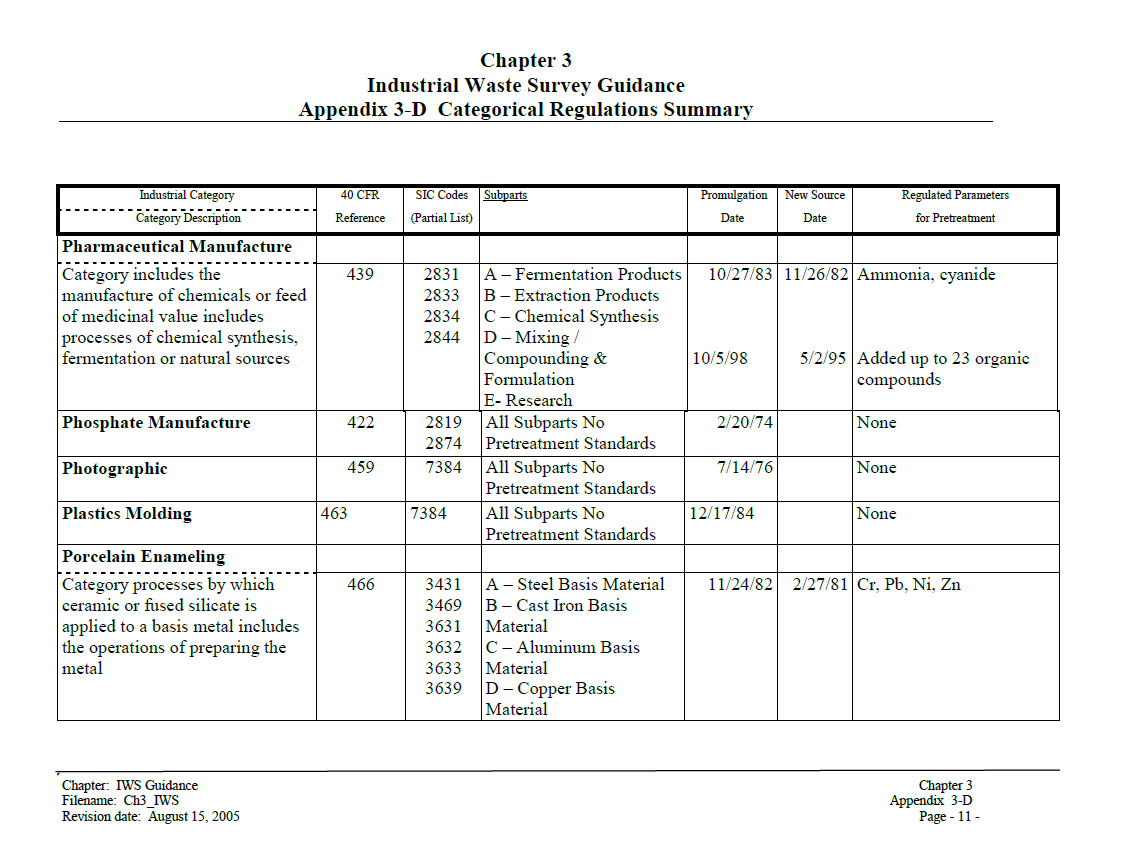 Chapter 3
Industrial Waste Survey Guidance
Appendix 3-D Categorical Regulations Summary
Industrial Category 40 CFR SIC Codes Subparts Promulgation New Source Regulated Parameters
Category Description Reference (Partial List) Date Date for Pretreatment
Pharmaceutical Manufacture
Category includes the 439 2831 A – Fermentation Products 10/27/83 11/26/82 Ammonia, cyanide
manufacture of chemicals or feed 2833 B – Extraction Products
of medicinal value includes 2834 C – Chemical Synthesis
processes of chemical synthesis, 2844 D – Mixing /
fermentation or natural sources Compounding & 10/5/98 5/2/95 Added up to 23 organic
Formulation compounds
E- Research
Phosphate Manufacture 422 2819 All Subparts No 2/20/74 None
2874 Pretreatment Standards
Photographic 459 7384 All Subparts No 7/14/76 None
Pretreatment Standards
Plastics Molding 463 7384 All Subparts No 12/17/84 None
Pretreatment Standards
Porcelain Enameling
Category processes by which 466 3431 A – Steel Basis Material 11/24/82 2/27/81 Cr, Pb, Ni, Zn
ceramic or fused silicate is 3469 B – Cast Iron Basis
applied to a basis metal includes 3631 Material
the operations of preparing the 3632 C – Aluminum Basis
metal 3633 Material
3639 D – Copper Basis
Material
Chapter: IWS Guidance Chapter 3
Filename: Ch3_IWS Appendix 3-D
Revision date: August 15, 2005 Page - 11 -